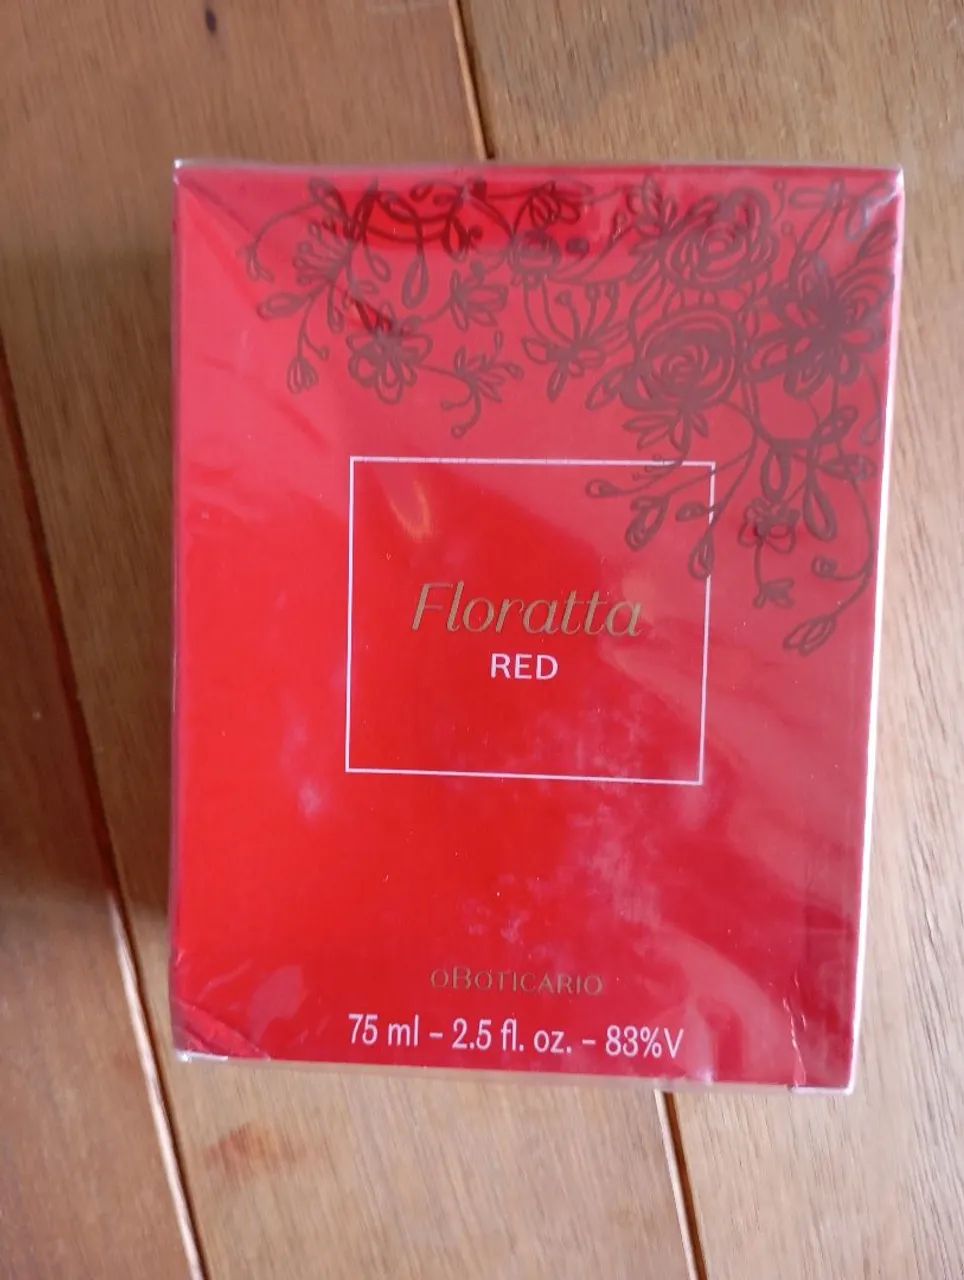 Floratta
RED
oBOTICÁRIO
75 ml - 2.5 fl. oz. - 83%V